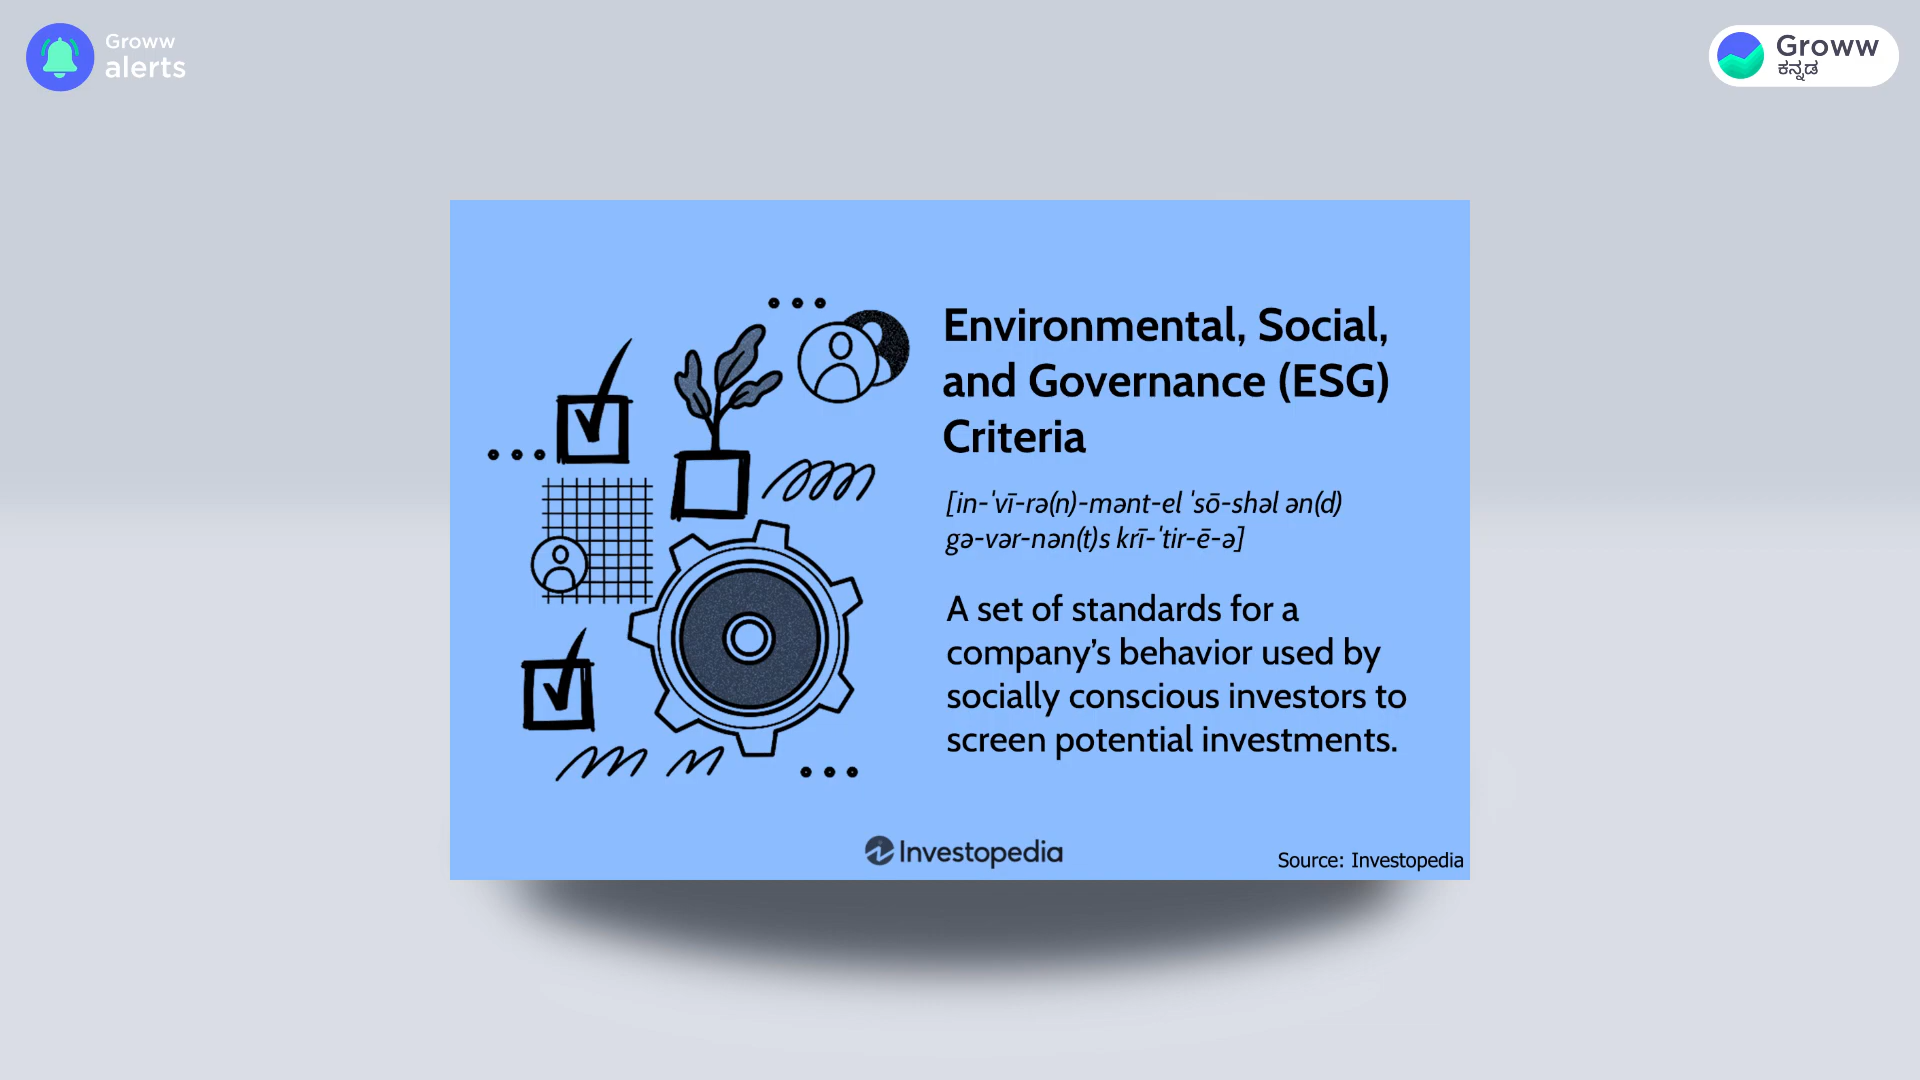 Groww
alerts
Groww
ಕನ್ನಡ
Environmental, Social,
and Governance (ESG)
Criteria
[in-ˈvī-rə(n)-mənt-el ˈsō-shəl ən(d)
gə-vər-nən(t)s krī-ˈtir-ē-ə]
A set of standards for a
company’s behavior used by
socially conscious investors to
screen potential investments.
Investopedia
Source: Investopedia